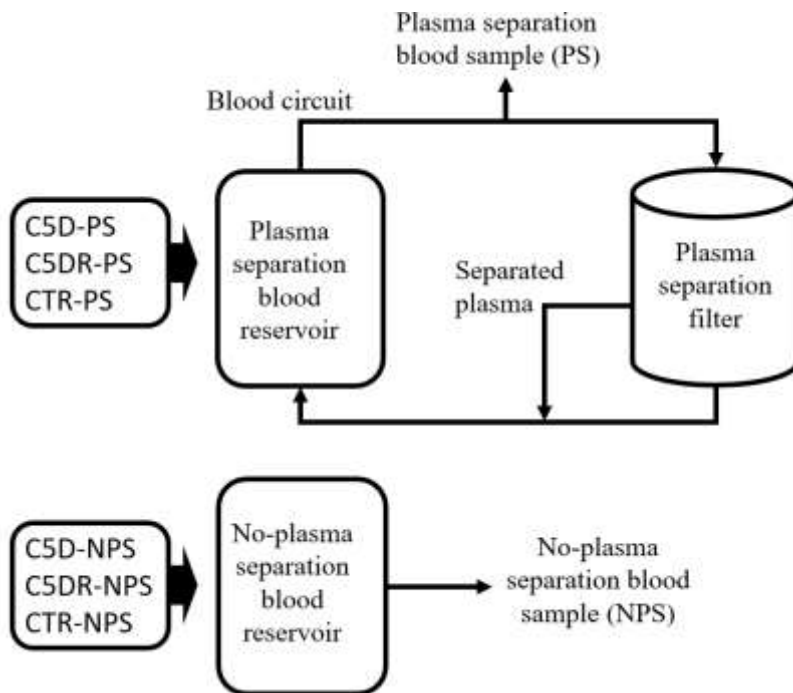 Plasma separation
blood sample (PS)
Blood circuit
C5D-PS
C5DR-PS
CTR-PS
Plasma
separation
blood
reservoir
Separated
plasma
Plasma
separation
filter
C5D-NPS
C5DR-NPS
CTR-NPS
No-plasma
separation
blood
reservoir
No-plasma
separation blood
sample (NPS)